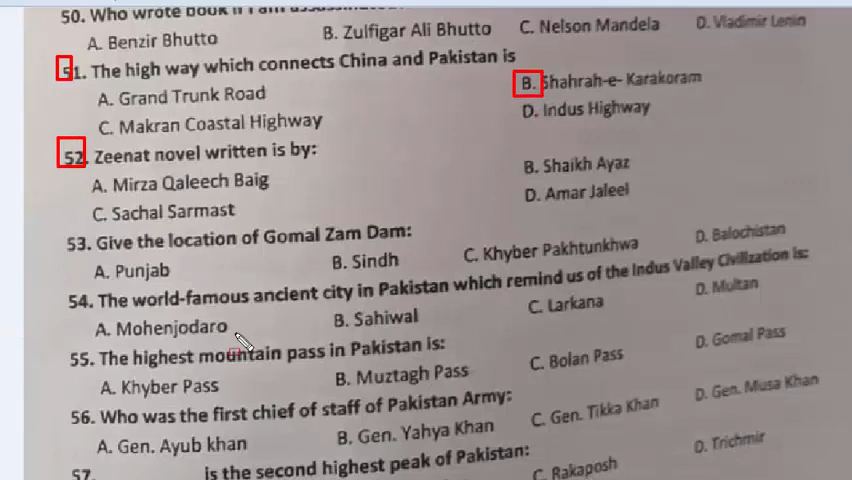 50. Who wrote book if I am
A. Benzir Bhutto B. Zulfigar Ali Bhutto C. Nelson Mandela D. Vladimir Lenin
51. The high way which connects China and Pakistan is
A. Grand Trunk Road B. Shahrah-e- Karakoram
C. Makran Coastal Highway D. Indus Highway
52. Zeenat novel written is by:
A. Mirza Qaleech Baig B. Shaikh Ayaz
C. Sachal Sarmast D. Amar Jaleel
53. Give the location of Gomal Zam Dam:
A. Punjab B. Sindh C. Khyber Pakhtunkhwa D. Balochistan
54. The world-famous ancient city in Pakistan which remind us of the Indus Valley Civilization is:
A. Mohenjodaro B. Sahiwal C. Larkana D. Multan
55. The highest mountain pass in Pakistan is:
A. Khyber Pass B. Muztagh Pass C. Bolan Pass D. Gomal Pass
56. Who was the first chief of staff of Pakistan Army:
A. Gen. Ayub khan B. Gen. Yahya Khan C. Gen. Tikka Khan D. Gen. Musa Khan
57. is the second highest peak of Pakistan:
C. Rakaposh D. Trichmir